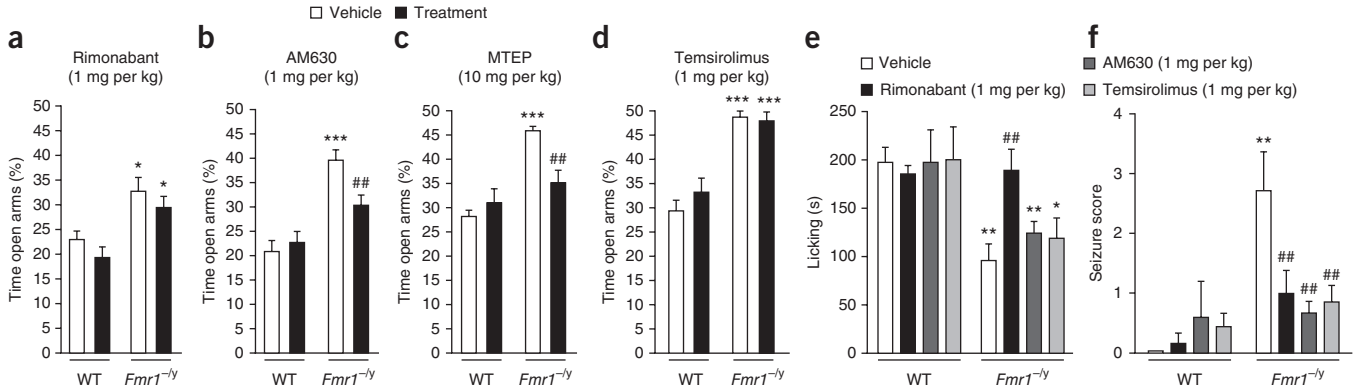 Vehicle Treatment
a
Rimonabant
(1 mg per kg)
Time open arms (%)
50
45
40
35
30
25
20
15
10
5
0
*
*
WT Fmr1–/y
b
AM630
(1 mg per kg)
Time open arms (%)
50
45
40
35
30
25
20
15
10
5
0
***
##
WT Fmr1–/y
c
MTEP
(10 mg per kg)
Time open arms (%)
50
45
40
35
30
25
20
15
10
5
0
***
##
WT Fmr1–/y
d
Temsirolimus
(1 mg per kg)
Time open arms (%)
50
45
40
35
30
25
20
15
10
5
0
*** ***
WT Fmr1–/y
e
Vehicle
Rimonabant (1 mg per kg)
AM630 (1 mg per kg)
Temsirolimus (1 mg per kg)
Licking (s)
250
200
150
100
50
0
**
##
**
*
WT Fmr1–/y
f
Seizure score
4
3
2
1
0
**
##
##
##
WT Fmr1–/y